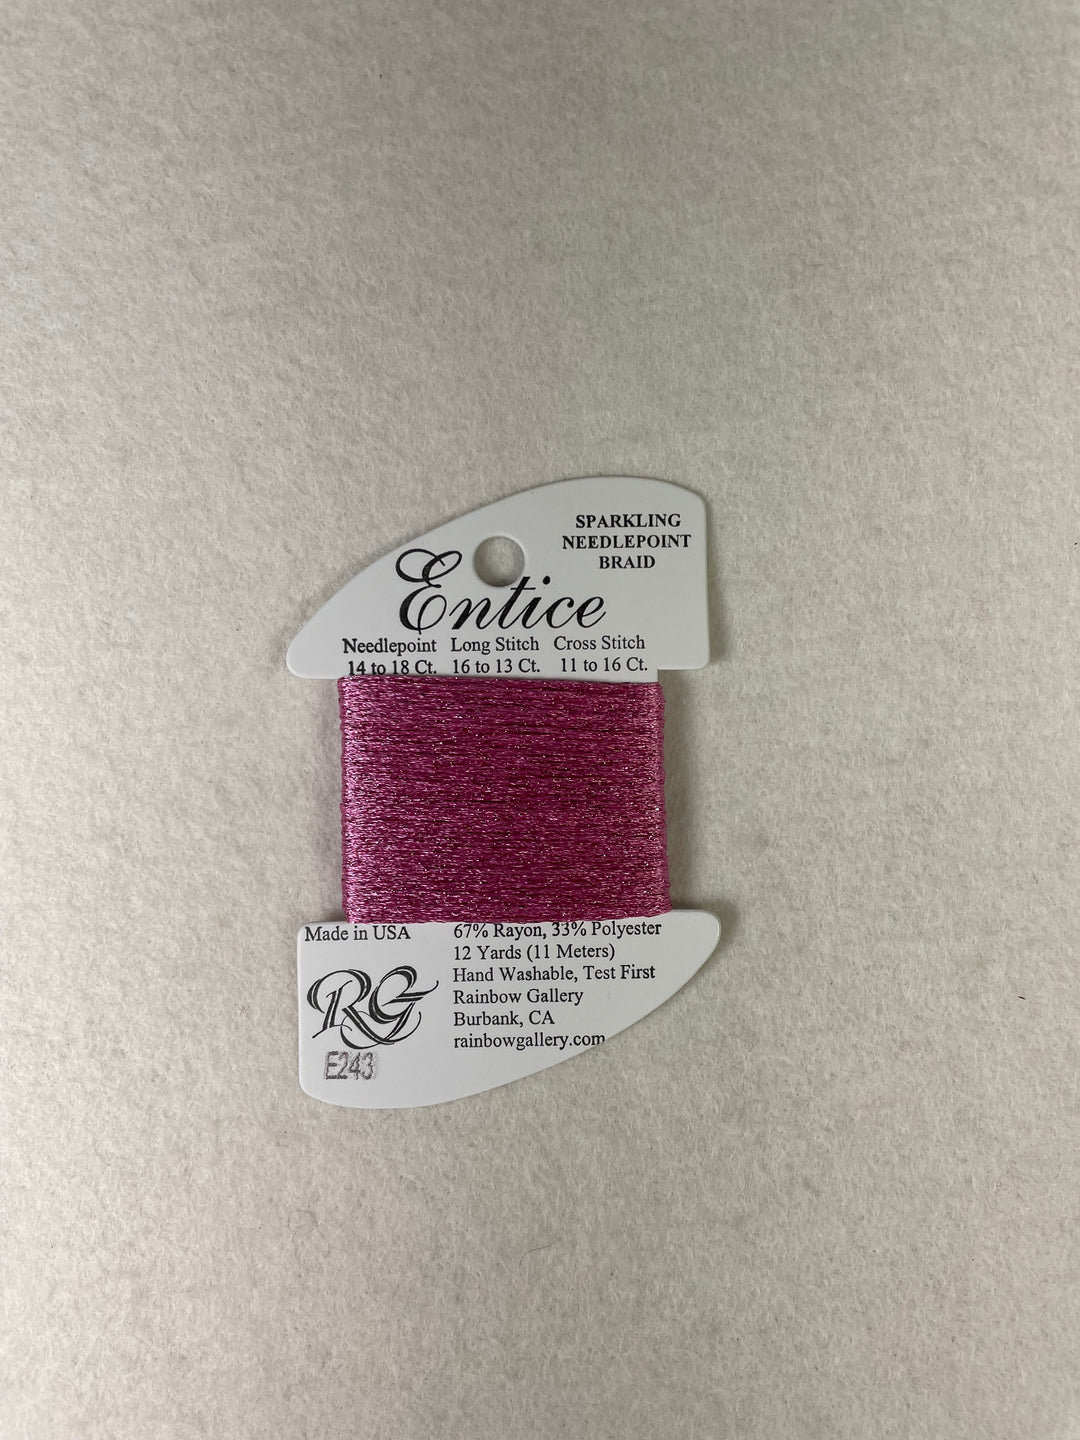 SPARKLING
NEEDLEPOINT
BRAID
Entice
Needlepoint Long Stitch Cross Stitch
14 to 18 Ct. 16 to 13 Ct. 11 to 16 Ct.
Made in USA
67% Rayon, 33% Polyester
12 Yards (11 Meters)
Hand Washable, Test First
Rainbow Gallery
Burbank, CA
rainbowgallery.com
RG
E243